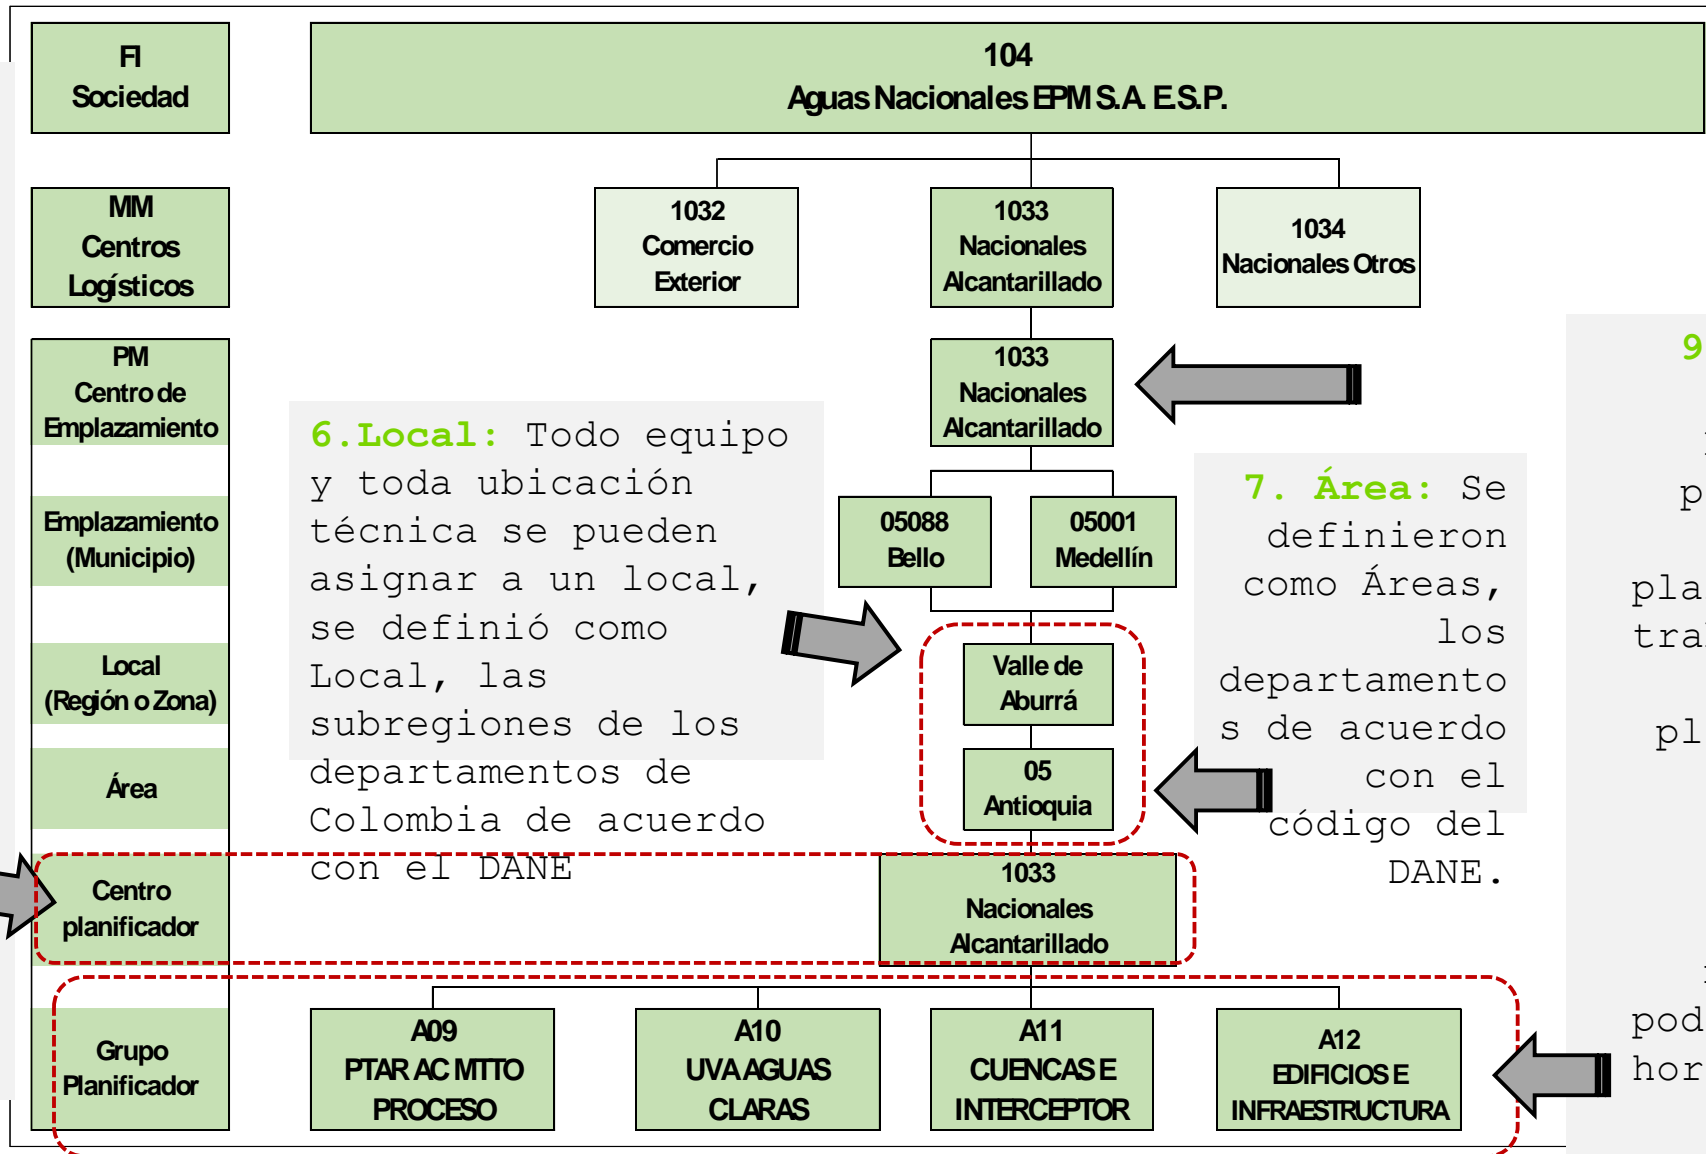 FI
Sociedad
104
Aguas Nacionales EPM S.A. E.S.P.
MM
Centros
Logísticos
1032
Comercio
Exterior
1033
Nacionales
Alcantarillado
1034
Nacionales Otros
PM
Centro de
Emplazamiento
1033
Nacionales
Alcantarillado
6.Local: Todo equipo
y toda ubicación
técnica se pueden
asignar a un local,
se definió como
Local, las
subregiones de los
departamentos de
Colombia de acuerdo
con el DANE
7. Área: Se
definieron
como Áreas,
los
departamento
s de acuerdo
con el
código del
DANE.
9
p
pla
tra
pl
pod
hor
Emplazamiento
(Municipio)
05088
Bello
05001
Medellín
Local
(Región o Zona)
Valle de
Aburrá
Área
05
Antioquia
Centro
planificador
1033
Nacionales
Alcantarillado
Grupo
Planificador
A09
PTAR AC MTTO
PROCESO
A10
UVA AGUAS
CLARAS
A11
CUENCAS E
INTERCEPTOR
A12
EDIFICIOS E
INFRAESTRUCTURA